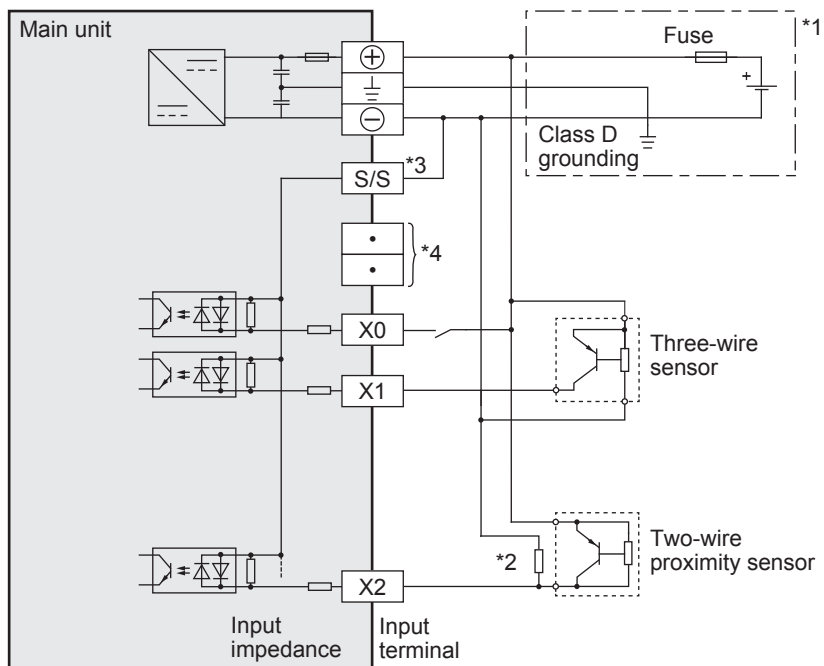 Main unit
*1
Fuse
+
+
−
Class D
grounding
S/S
*3
*4
X0
Three-wire
sensor
X1
*2
Two-wire
proximity sensor
X2
Input
impedance
Input
terminal